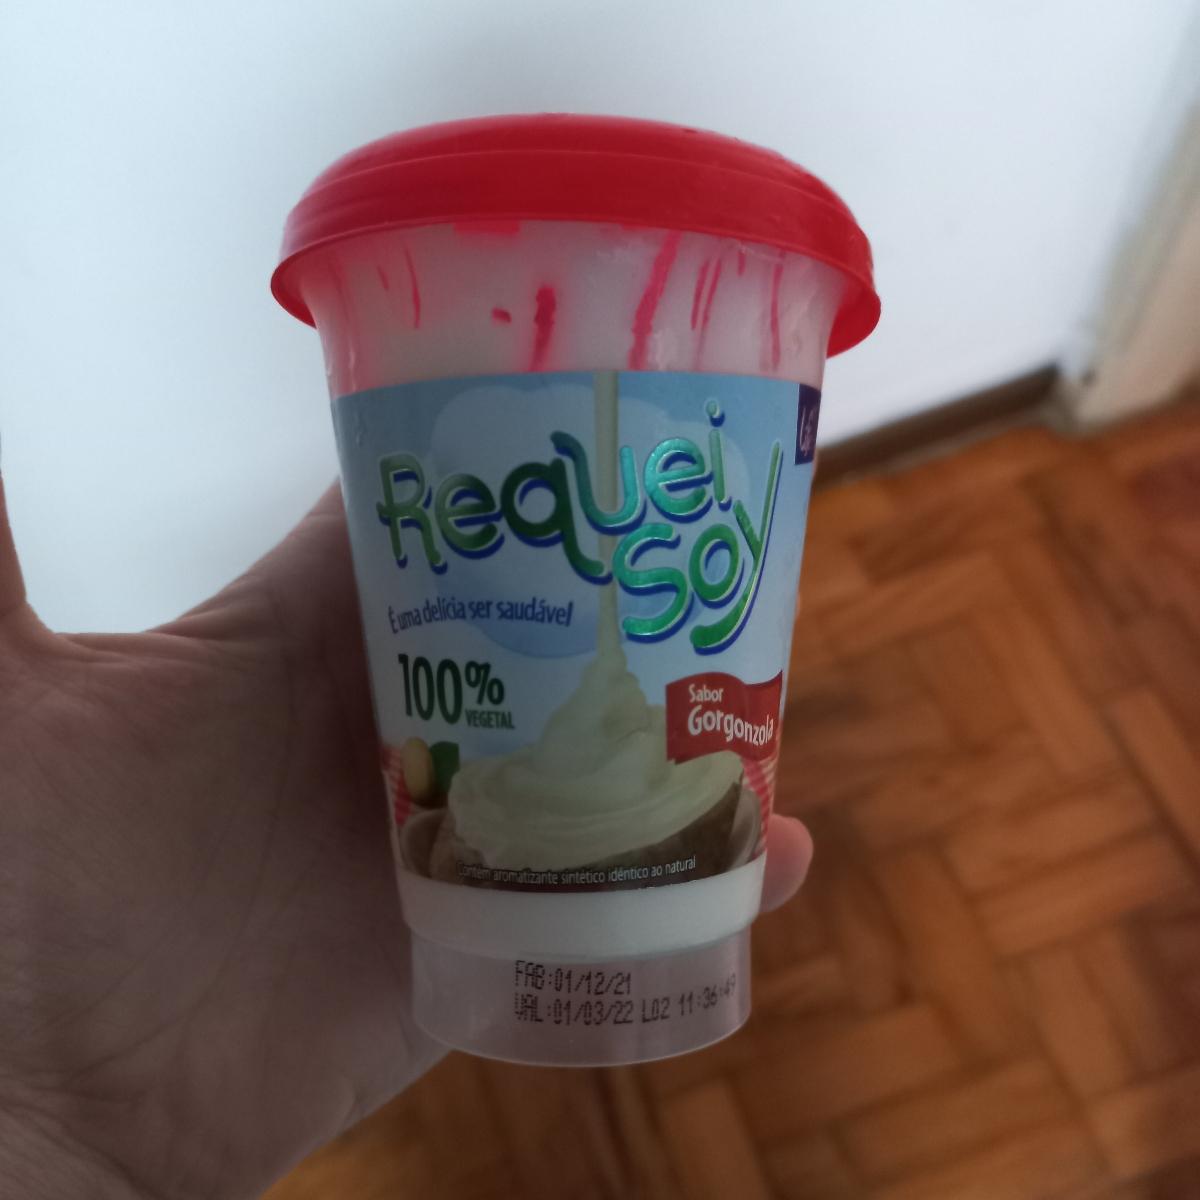 Requei
Soy
É uma delícia ser saudável
100%
VEGETAL
Sabor
Gorgonzola
Contém aromatizante sintético idêntico ao natural
FAB:01/12/21
VAL:01/03/22 L02 11:36:49